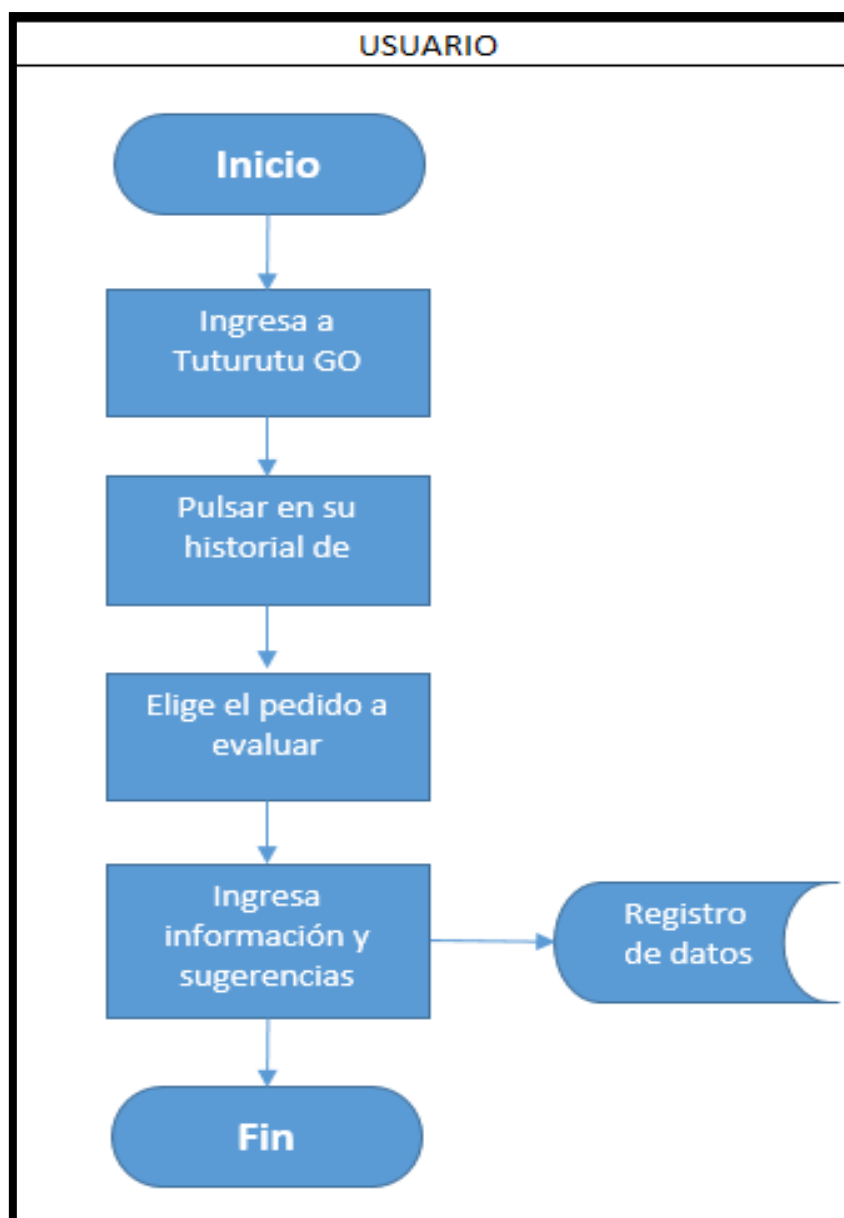 USUARIO
Inicio
Ingresa a
Tuturutu GO
Pulsar en su
historial de
Elige el pedido a
evaluar
Ingresa
información y
sugerencias
Registro
de datos
Fin